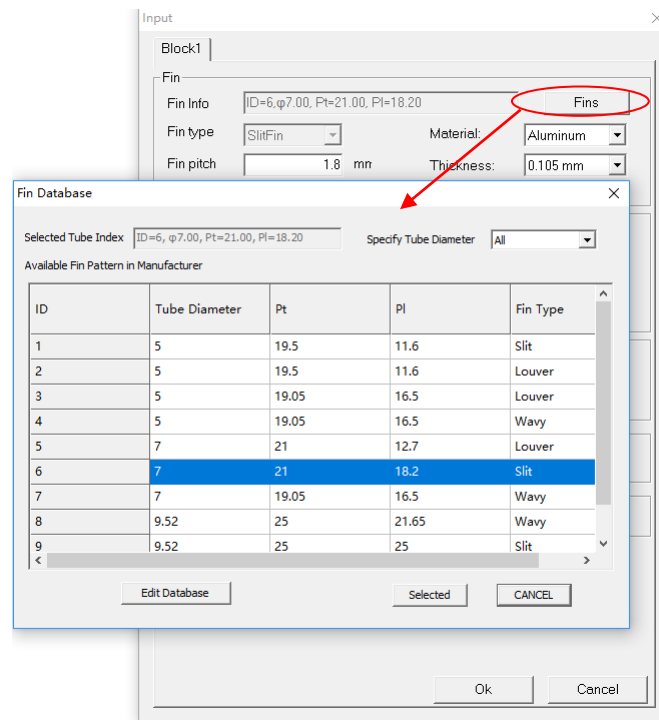 Input
Block1
Fin
Fin Info ID=6,φ7.00, Pt=21.00, Pl=18.20 Fins
Fin type SlitFin Material: Aluminum
Fin pitch 1.8 mm Thickness: 0.105 mm
Fin Database
Selected Tube Index ID=6, φ7.00, Pt=21.00, Pl=18.20 Specify Tube Diameter All
Available Fin Pattern in Manufacturer
ID Tube Diameter Pt Pl Fin Type
1 5 19.5 11.6 Slit
2 5 19.5 11.6 Louver
3 5 19.05 16.5 Louver
4 5 19.05 16.5 Wavy
5 7 21 12.7 Louver
6 7 21 18.2 Slit
7 7 19.05 16.5 Wavy
8 9.52 25 21.65 Wavy
9 9.52 25 25 Slit
Edit Database Selected CANCEL
Ok Cancel